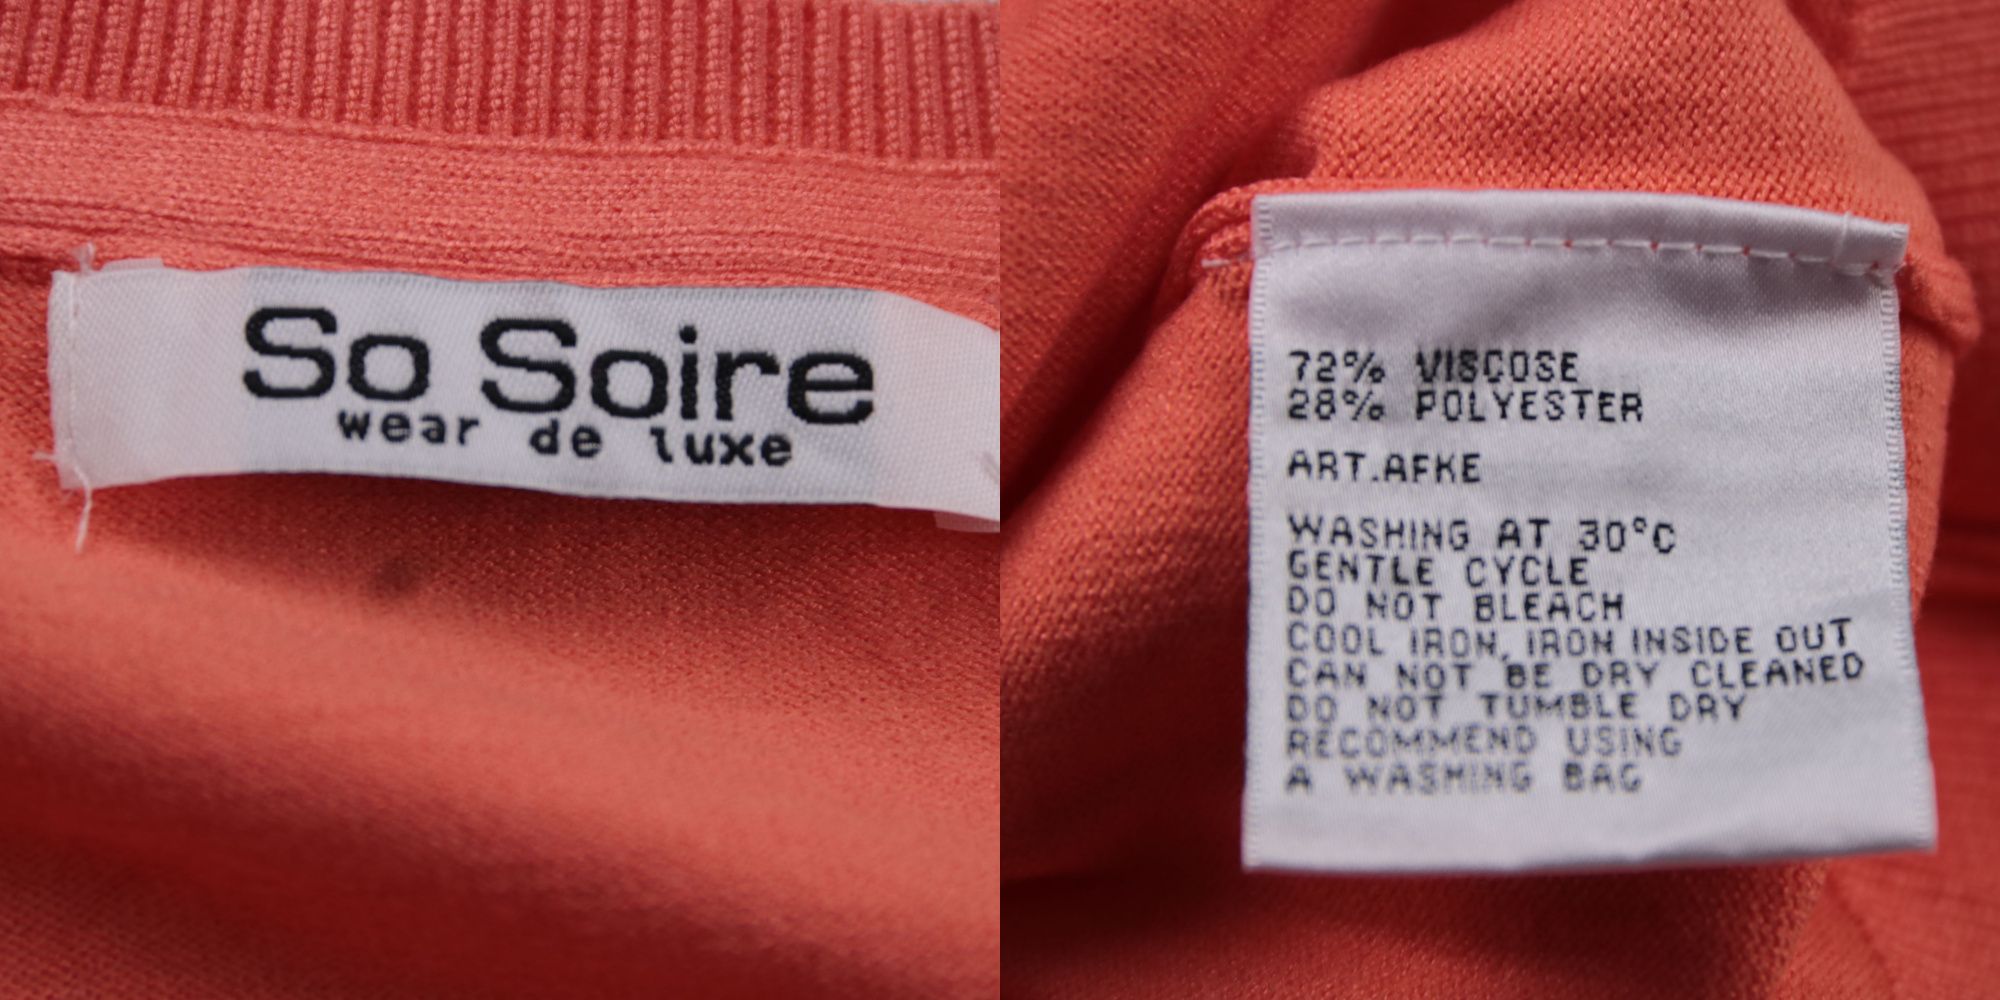 So Soire
wear de luxe
72% VISCOSE
28% POLYESTER
ART.AFKE
WASHING AT 30°C
GENTLE CYCLE
DO NOT BLEACH
COOL IRON, IRON INSIDE OUT
CAN NOT BE DRY CLEANED
DO NOT TUMBLE DRY
RECOMMEND USING
A WASHING BAG